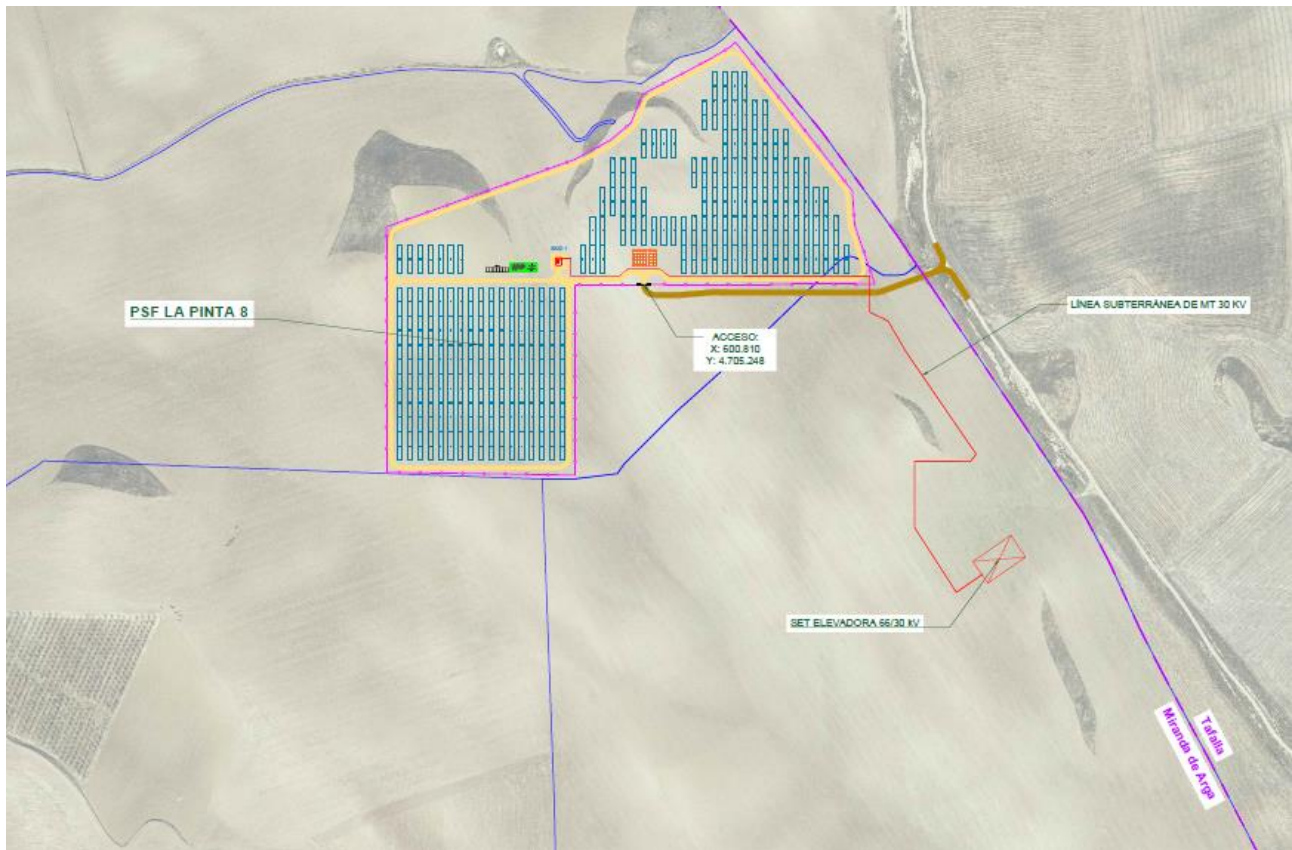 PSF LA PINTA 8
ACCESO:
X: 600.810
Y: 4.705.248
LÍNEA SUBTERRÁNEA DE MT 30 KV
SET ELEVADORA 66/30 kV
Tafalla
Miranda de Arga